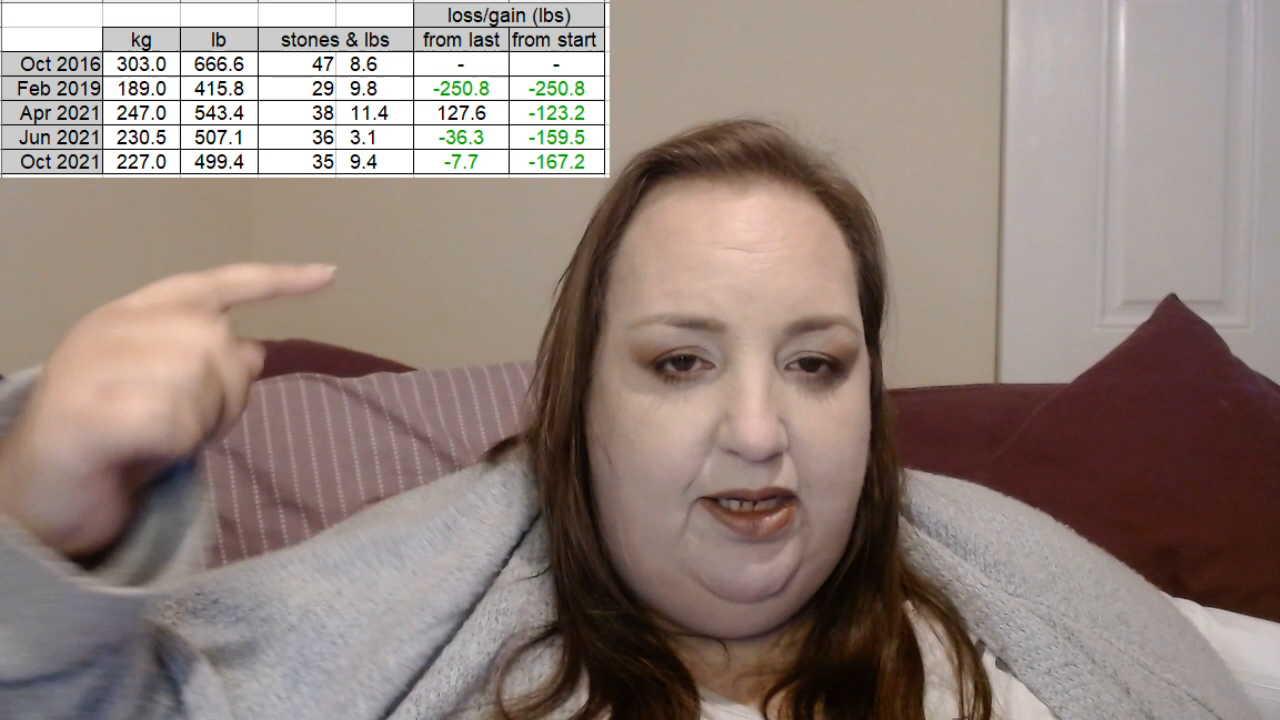 loss/gain (lbs)
kg lb stones & lbs from last from start
Oct 2016 303.0 666.6 47 8.6 - -
Feb 2019 189.0 415.8 29 9.8 -250.8 -250.8
Apr 2021 247.0 543.4 38 11.4 127.6 -123.2
Jun 2021 230.5 507.1 36 3.1 -36.3 -159.5
Oct 2021 227.0 499.4 35 9.4 -7.7 -167.2